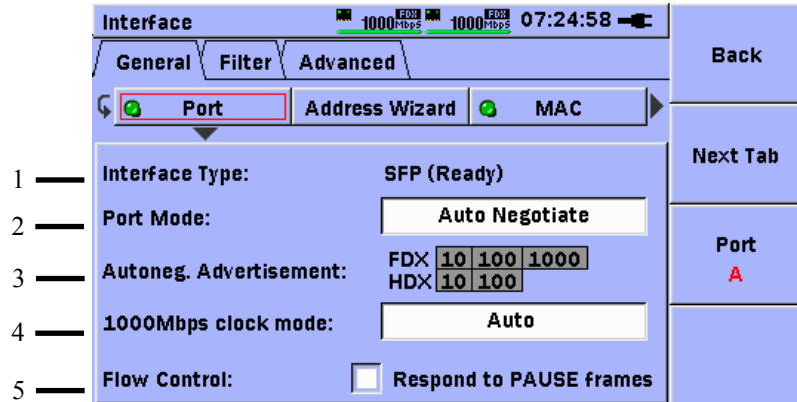 Interface 1000 FDX Mbps 1000 FDX Mbps 07:24:58
General Filter Advanced
Port Address Wizard MAC
1 Interface Type: SFP (Ready)
2 Port Mode: Auto Negotiate
3 Autoneg. Advertisement: FDX 10 100 1000
HDX 10 100
4 1000Mbps clock mode: Auto
5 Flow Control: Respond to PAUSE frames
Back
Next Tab
Port
A